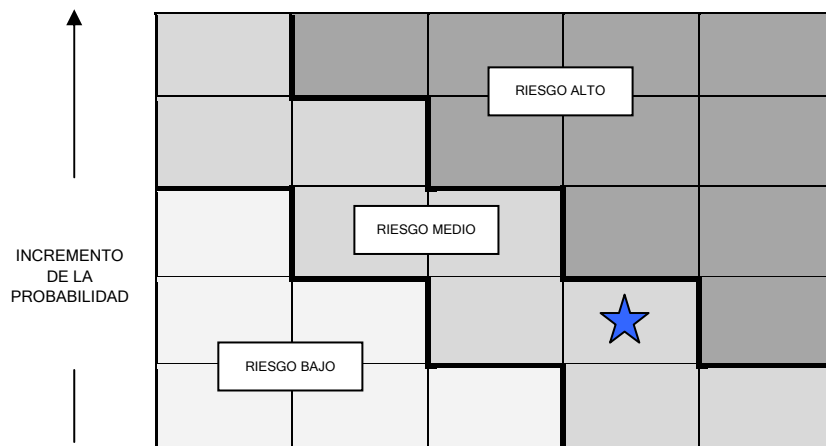 RIESGO ALTO
RIESGO MEDIO
INCREMENTO
DE LA
PROBABILIDAD
RIESGO BAJO